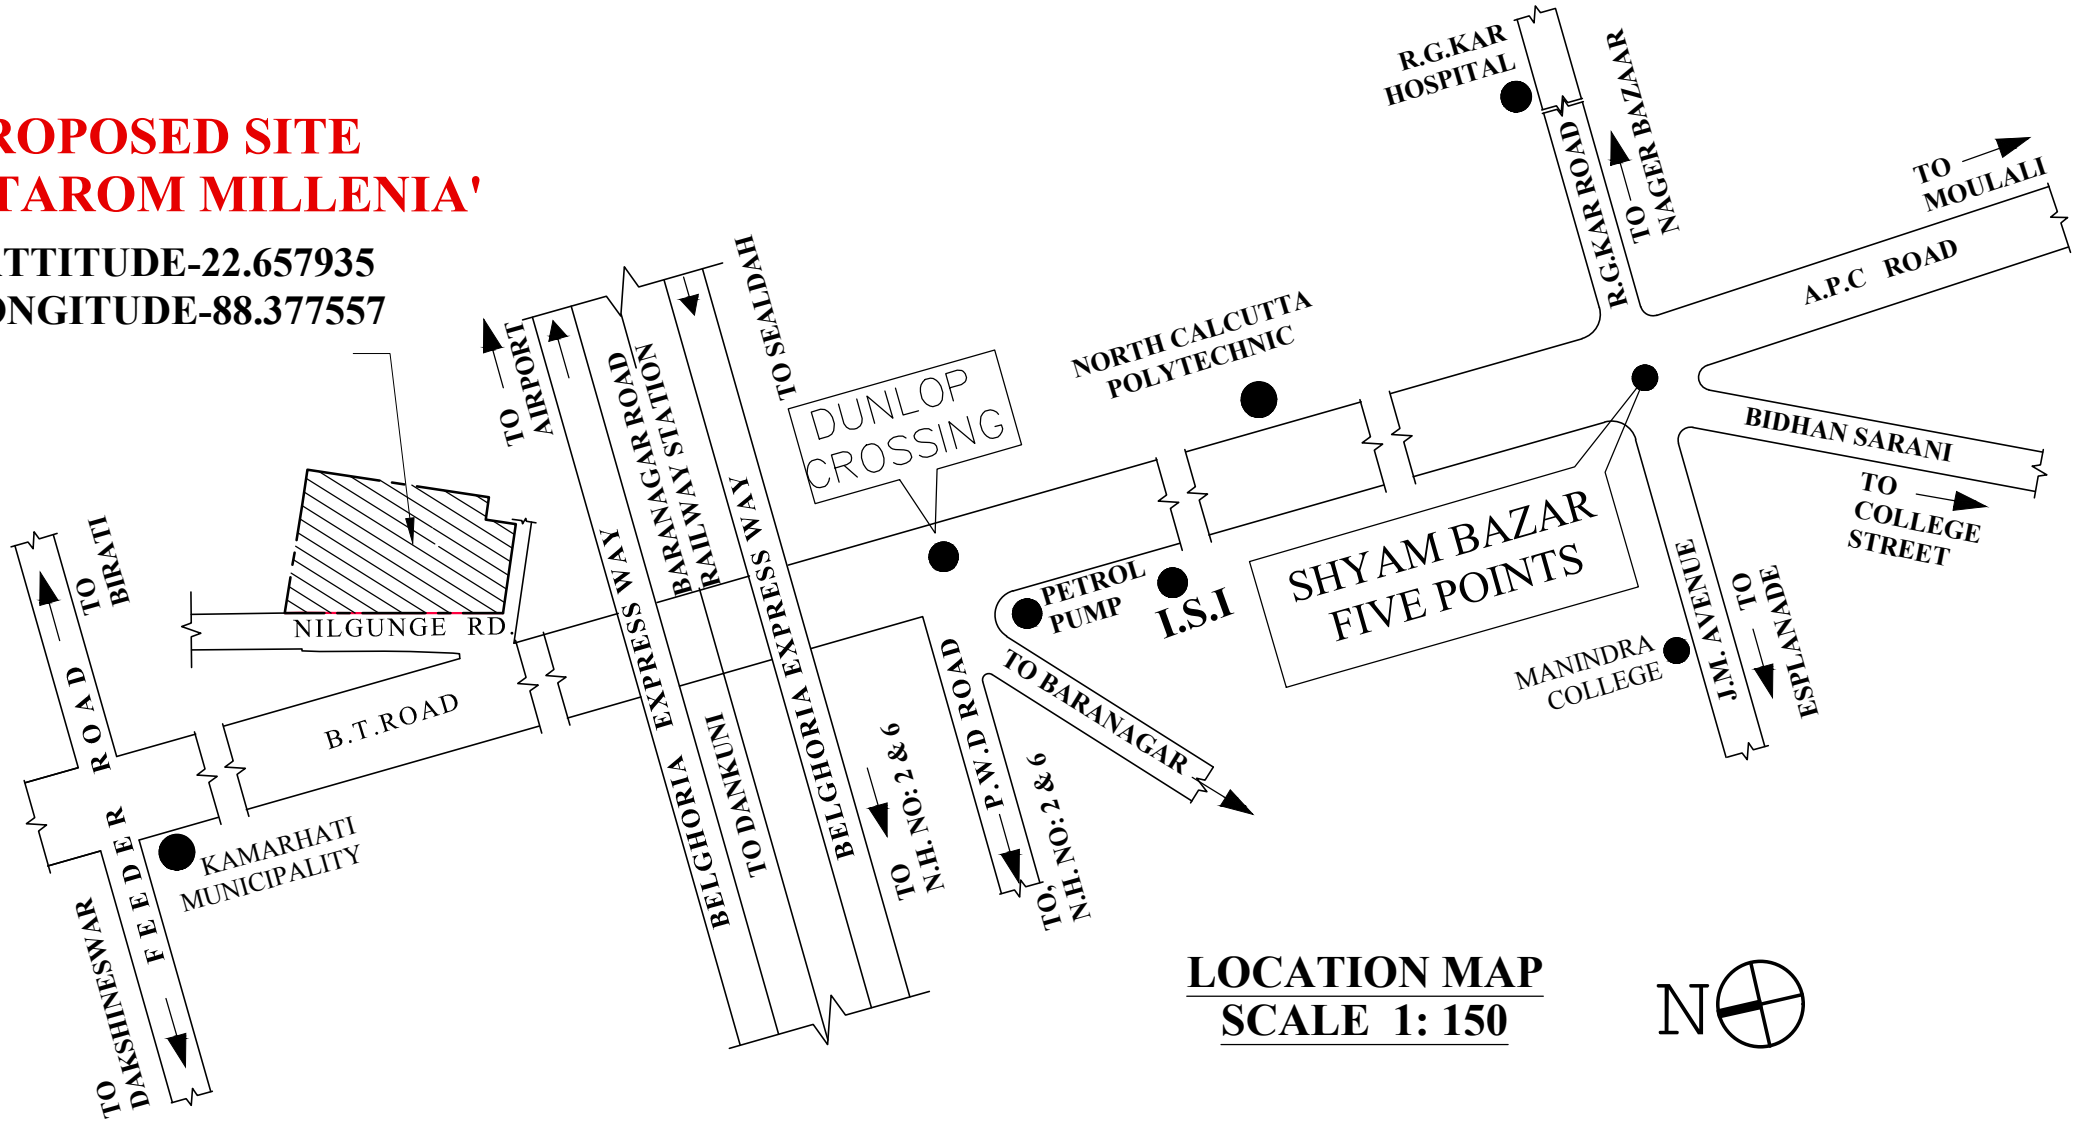 ROPOSED SITE
TAROM MILLENIA'
ATTITUDE-22.657935
ONGITUDE-88.377557
R.G.KAR
HOSPITAL
R.G.KAR ROAD
TO
NAGER BAZAAR
TO
MOULALI
A.P.C ROAD
BIDHAN SARANI
TO
COLLEGE
STREET
NORTH CALCUTTA
POLYTECHNIC
TO
AIRPORT
BARANAGAR ROAD
RAILWAY STATION
TO SEALDAH
DUNLOP
CROSSING
TO
BIRATI
NILGUNGE RD.
B.T.ROAD
FEEDER ROAD
KAMARHATI
MUNICIPALITY
TO
DAKSHINESWAR
BELGHORIA EXPRESS WAY
TO DANKUNI
BELGHORIA EXPRESS WAY
TO
N.H. NO: 2 & 6
P.W.D ROAD
TO,
N.H. NO: 2 & 6
PETROL
PUMP
TO BARANAGAR
I.S.I
SHYAM BAZAR
FIVE POINTS
MANINDRA
COLLEGE
J.M. AVENUE
TO
ESPLANADE
LOCATION MAP
SCALE 1: 150
N